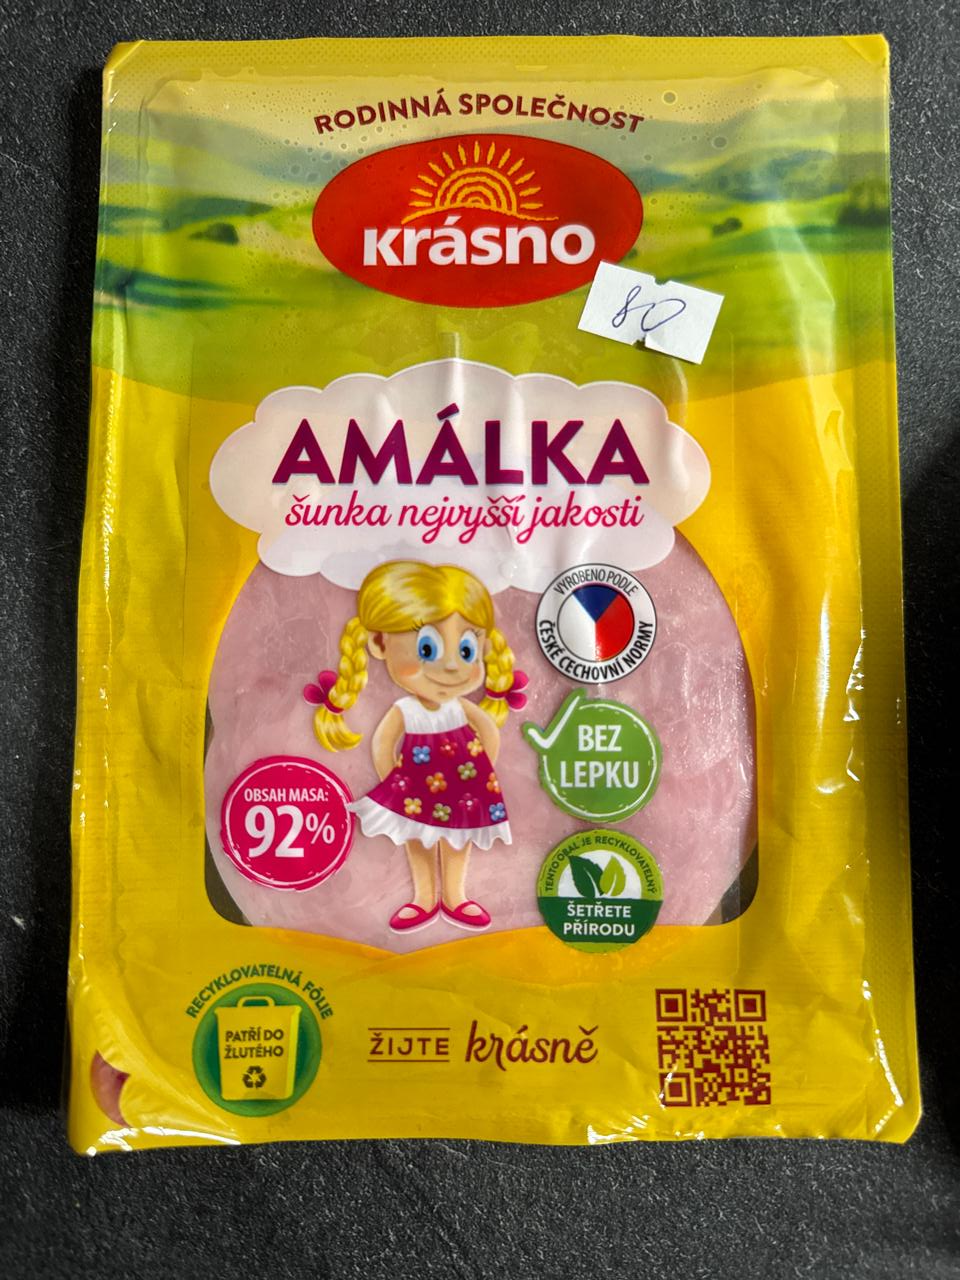 RODINNÁ SPOLEČNOST
krásno
80
AMÁLKA
šunka nejvyšší jakosti
VYROBENO PODLE
ČESKÉ CECHOVNÍ NORMY
BEZ
LEPKU
OBSAH MASA:
92%
TENTO OBAL JE RECYKLOVATELNÝ
ŠETŘETE
PŘÍRODU
RECYKLOVATELNÁ FÓLIE
PATŘÍ DO
ŽLUTÉHO
ŽIJTE krásně